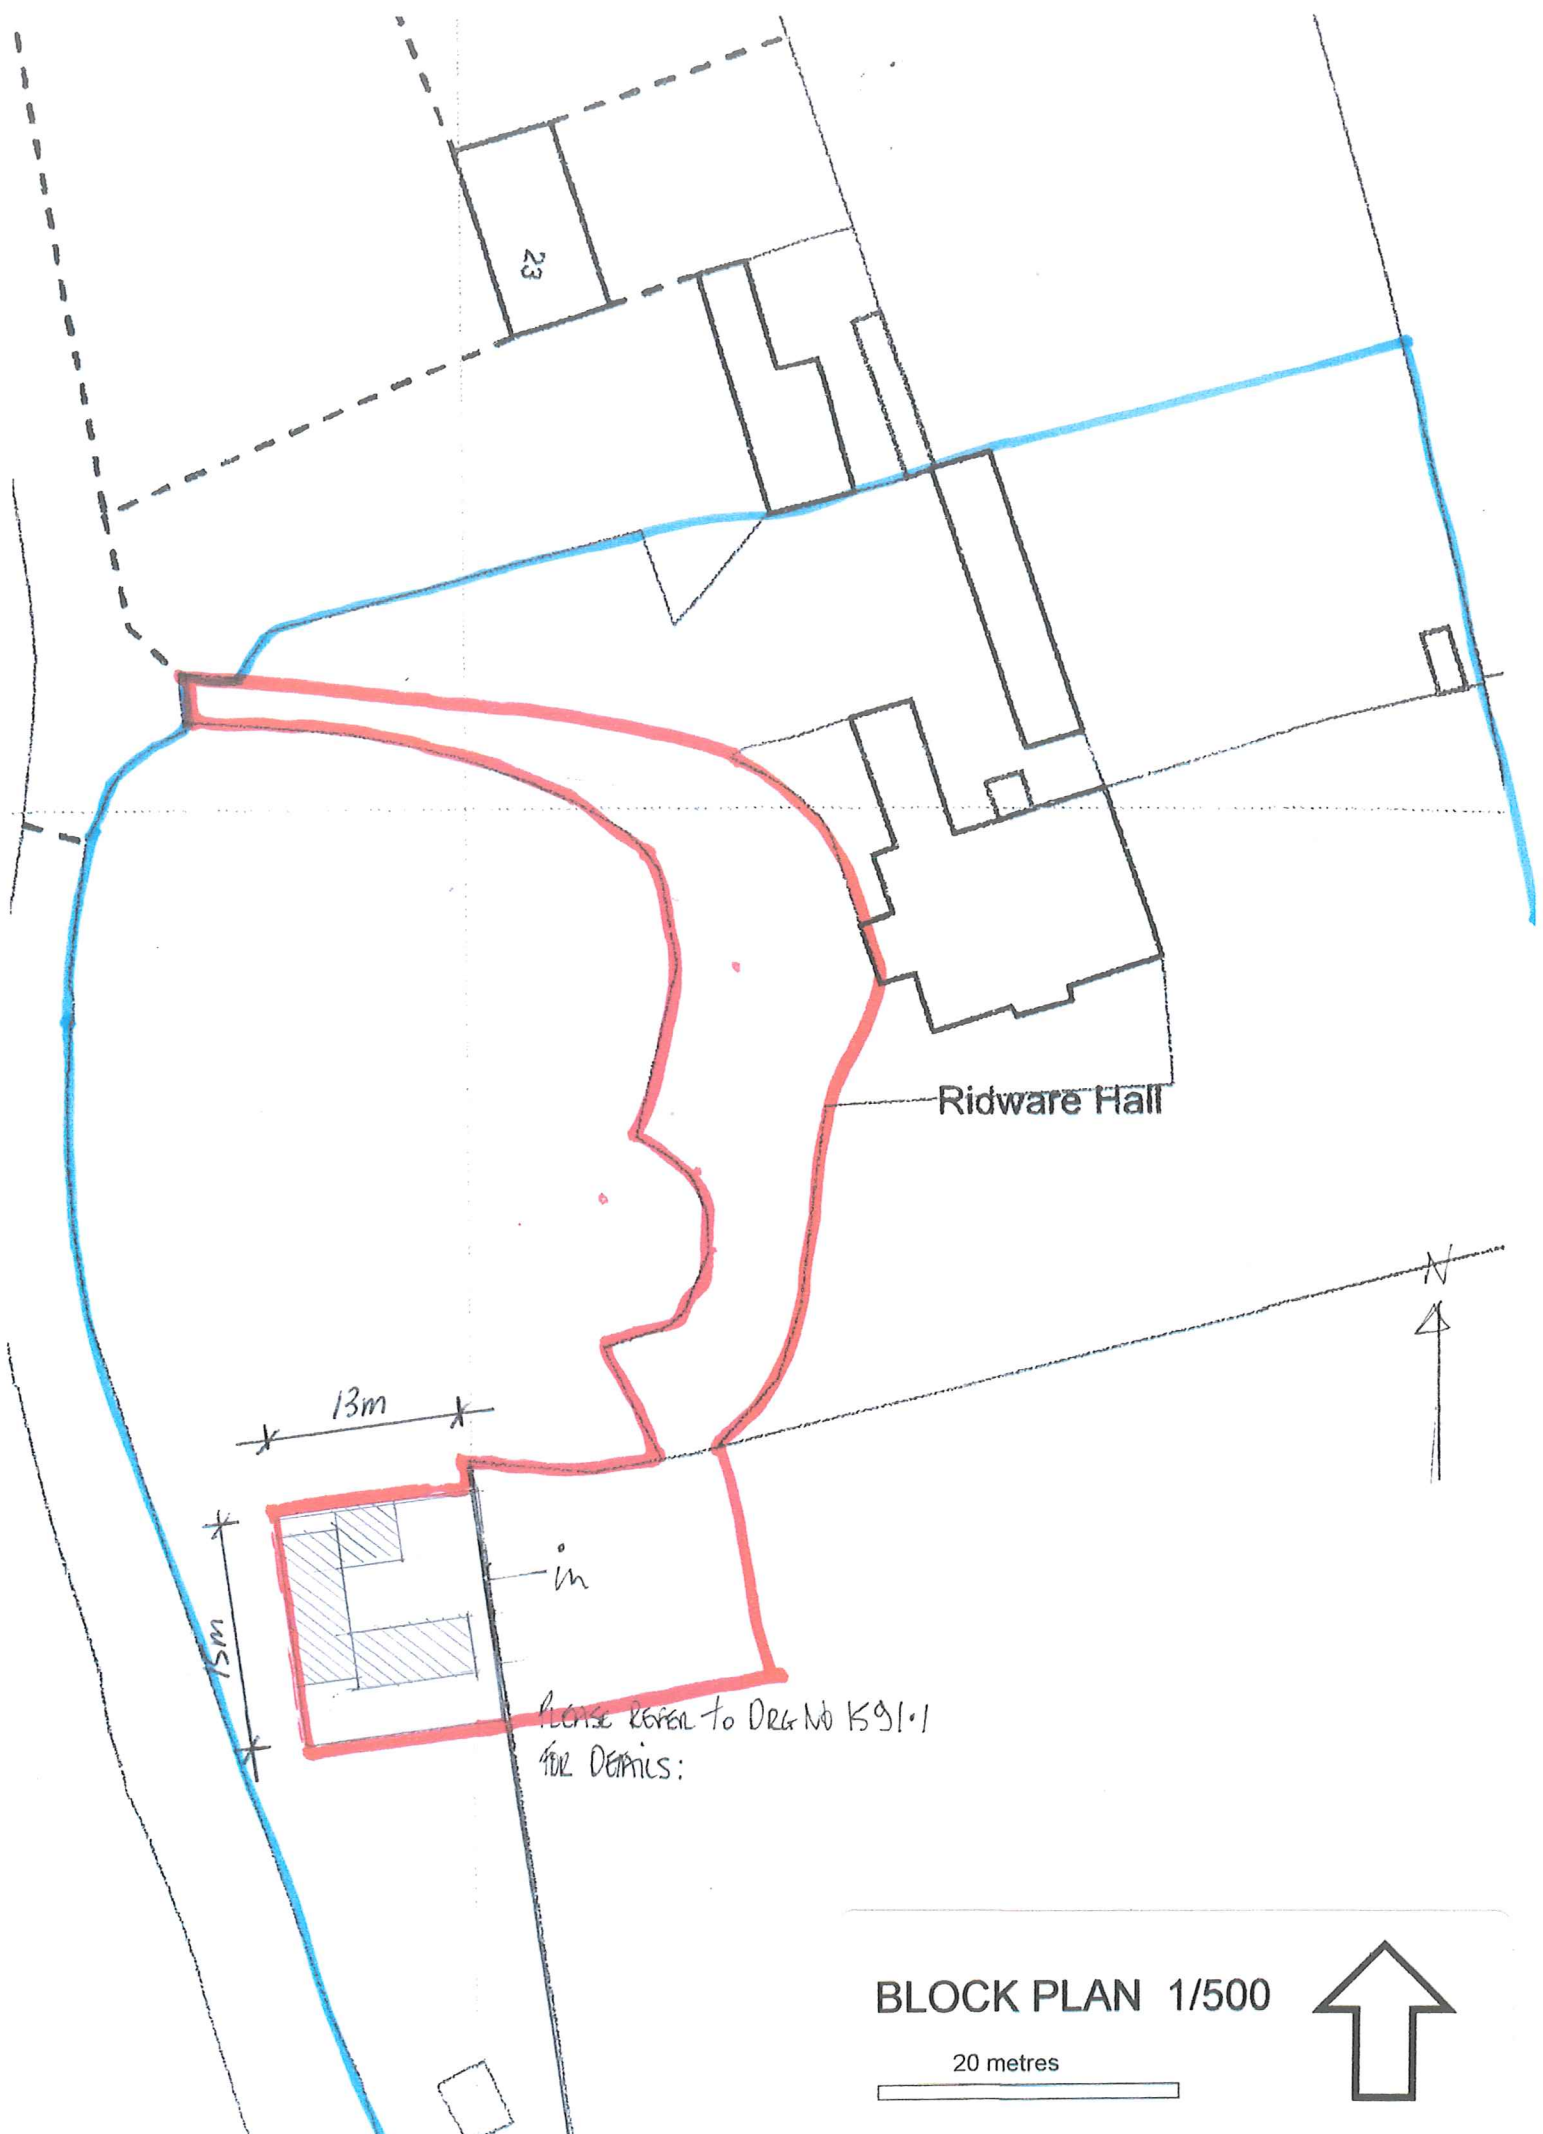 23
Ridware Hall
N
13m
15m
in
PLEASE REFER to DRG NO 1591.1
FOR DETAILS:
BLOCK PLAN 1/500
20 metres